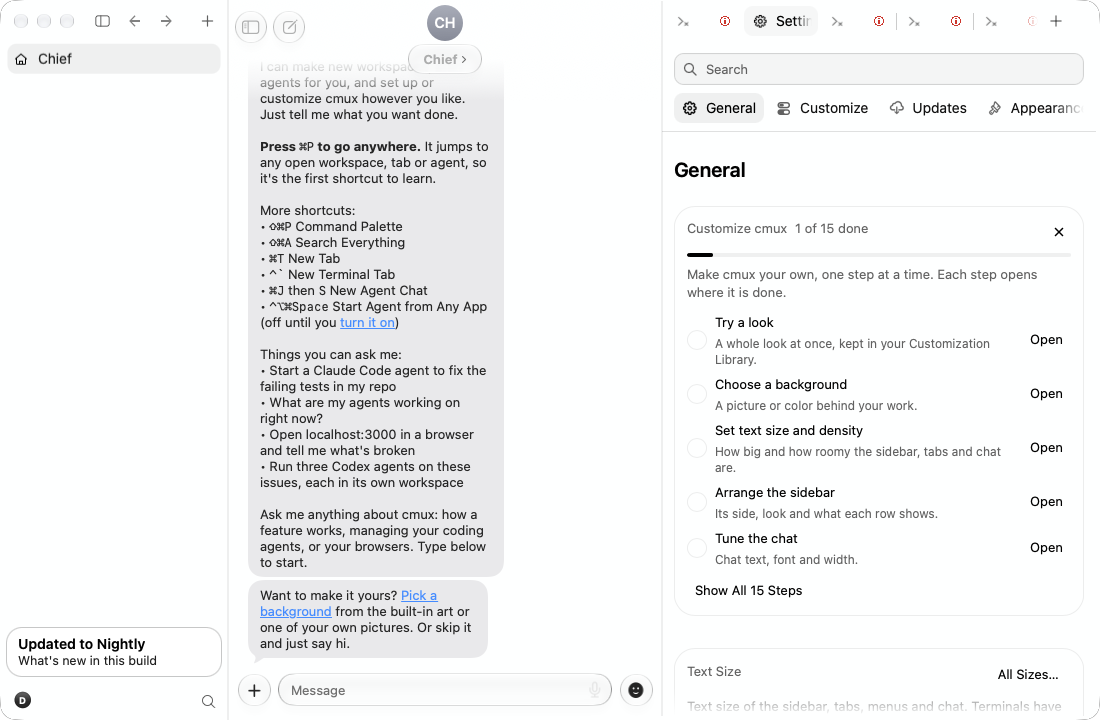 Chief
Updated to Nightly
What's new in this build
D
CH
Chief
I can make new workspa
agents for you, and set up or
customize cmux however you like.
Just tell me what you want done.
Press ⌘P to go anywhere. It jumps to
any open workspace, tab or agent, so
it's the first shortcut to learn.
More shortcuts:
• ⇧⌘P Command Palette
• ⇧⌘A Search Everything
• ⌘T New Tab
• ^` New Terminal Tab
• ⌘J then S New Agent Chat
• ^⌥⌘Space Start Agent from Any App
(off until you turn it on)
Things you can ask me:
• Start a Claude Code agent to fix the
failing tests in my repo
• What are my agents working on
right now?
• Open localhost:3000 in a browser
and tell me what's broken
• Run three Codex agents on these
issues, each in its own workspace
Ask me anything about cmux: how a
feature works, managing your coding
agents, or your browsers. Type below
to start.
Want to make it yours? Pick a
background from the built-in art or
one of your own pictures. Or skip it
and just say hi.
Message
Settin
Search
General Customize Updates Appearanc
General
Customize cmux 1 of 15 done
Make cmux your own, one step at a time. Each step opens
where it is done.
Try a look
A whole look at once, kept in your Customization
Library.
Open
Choose a background
A picture or color behind your work.
Open
Set text size and density
How big and how roomy the sidebar, tabs and chat
are.
Open
Arrange the sidebar
Its side, look and what each row shows.
Open
Tune the chat
Chat text, font and width.
Open
Show All 15 Steps
Text Size
All Sizes...
Text size of the sidebar, tabs, menus and chat. Terminals have